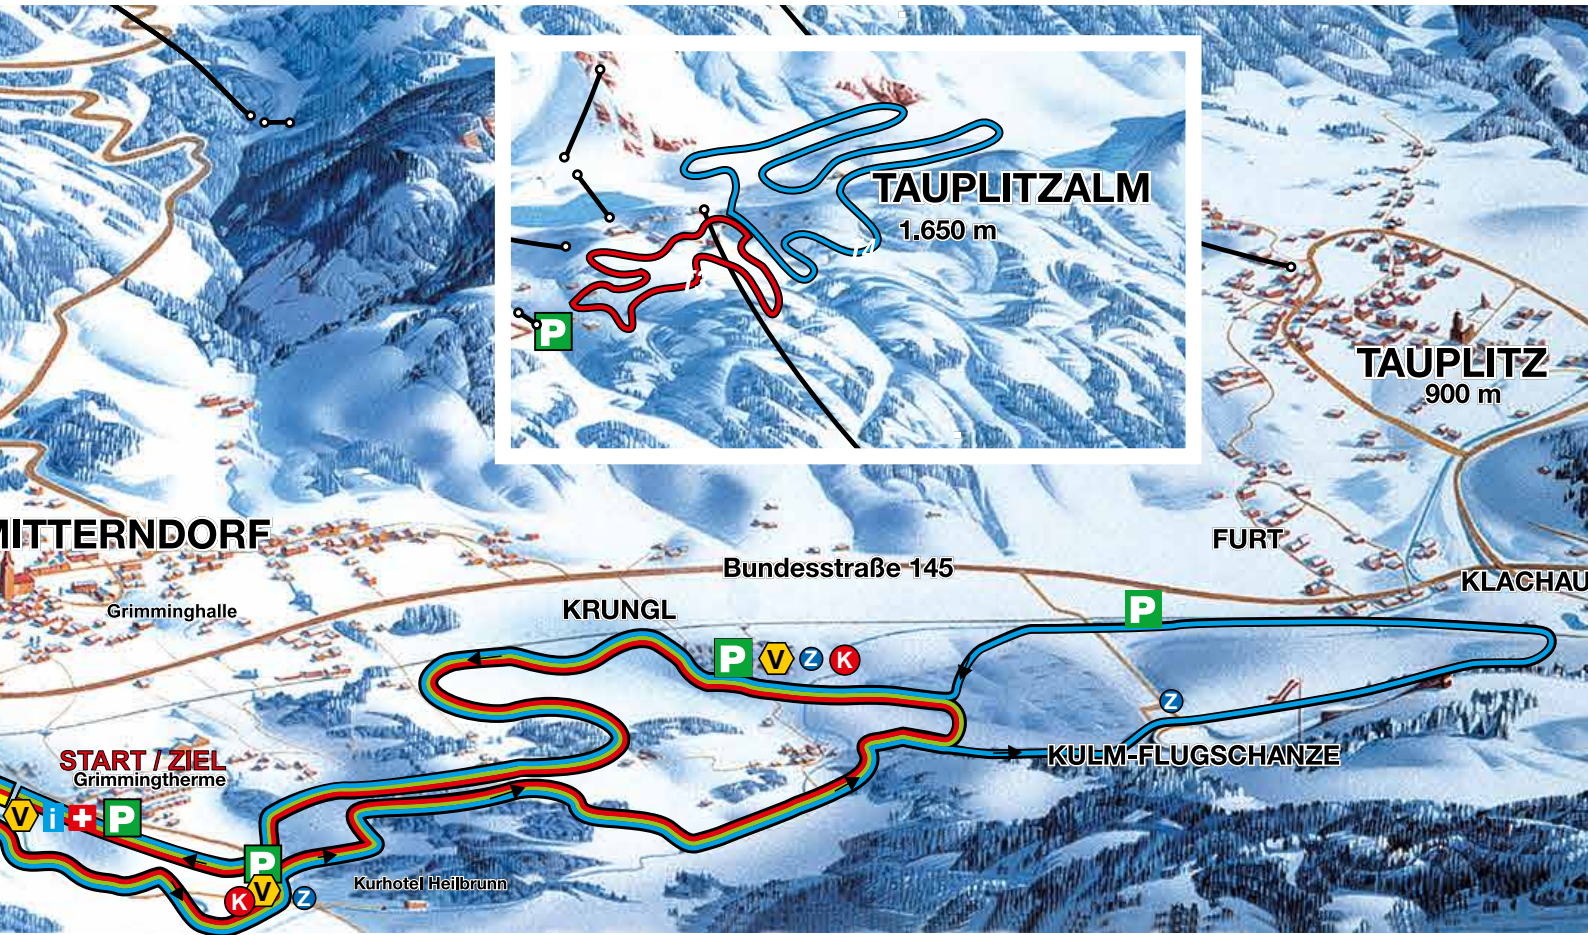 TAUPLITZALM
1.650 m
P
TAUPLITZ
900 m
MITTERNDORF
FURT
Bundesstraße 145
KLACHAU
Grimminghalle
KRUNGL
P
P
V
Z
K
Z
START / ZIEL
Grimmingtherme
KULM-FLUGSCHANZE
V
i
P
P
Kurhotel Heilbrunn
K
V
Z